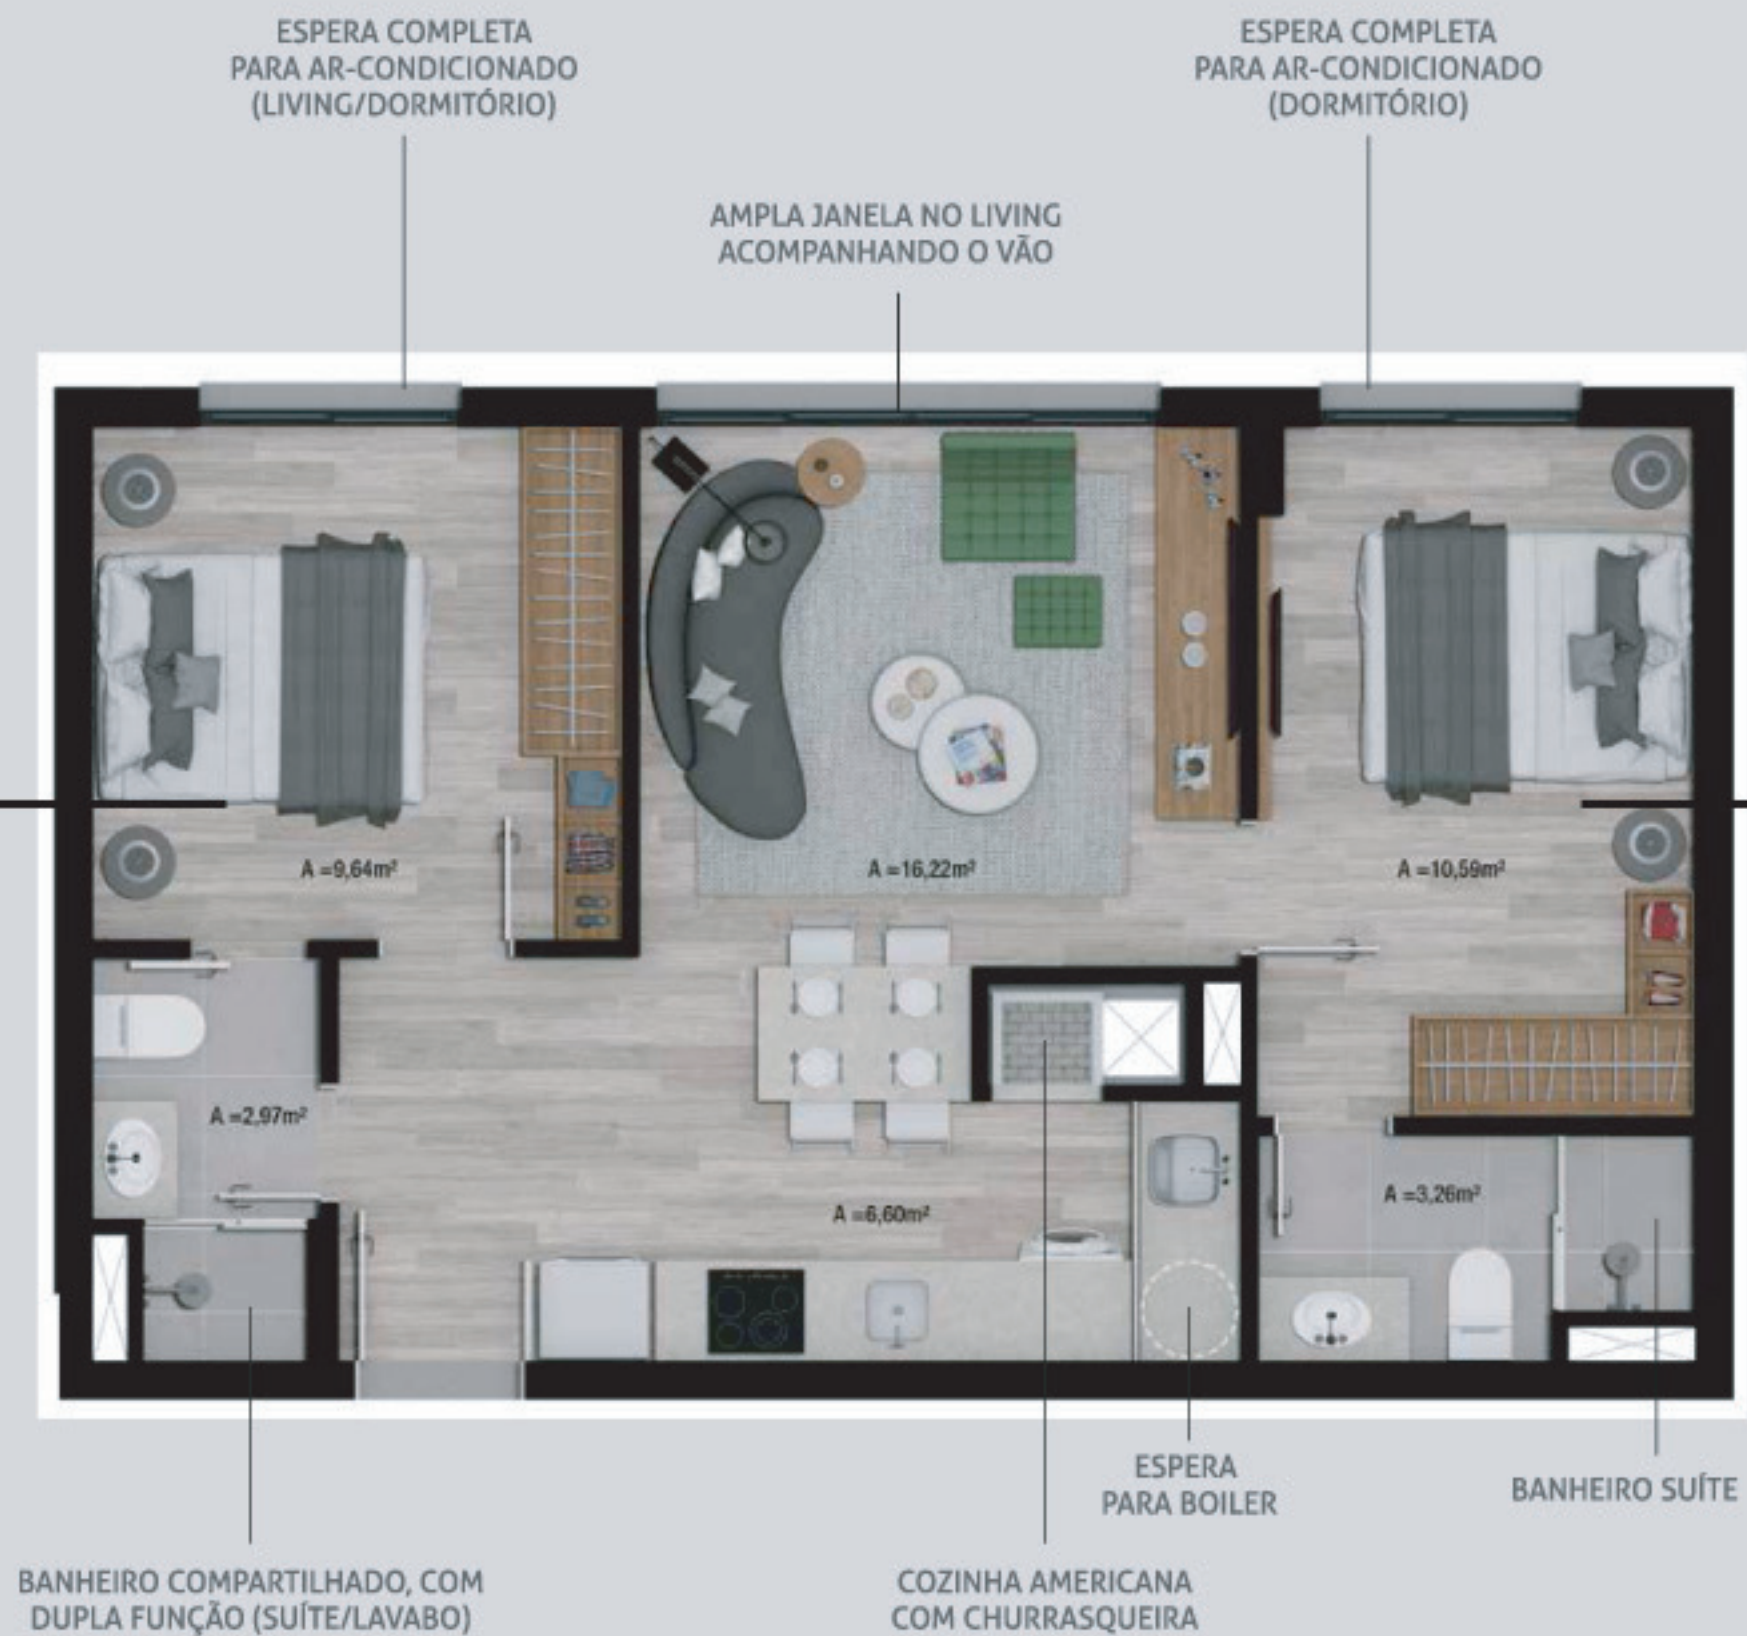 ESPERA COMPLETA
PARA AR-CONDICIONADO
(LIVING/DORMITÓRIO)
ESPERA COMPLETA
PARA AR-CONDICIONADO
(DORMITÓRIO)
AMPLA JANELA NO LIVING
ACOMPANHANDO O VÃO
A =9,64m²
A =16,22m²
A =10,59m²
A =2,97m²
A =6,60m²
A =3,26m²
ESPERA
PARA BOILER
BANHEIRO SUÍTE
BANHEIRO COMPARTILHADO, COM
DUPLA FUNÇÃO (SUÍTE/LAVABO)
COZINHA AMERICANA
COM CHURRASQUEIRA